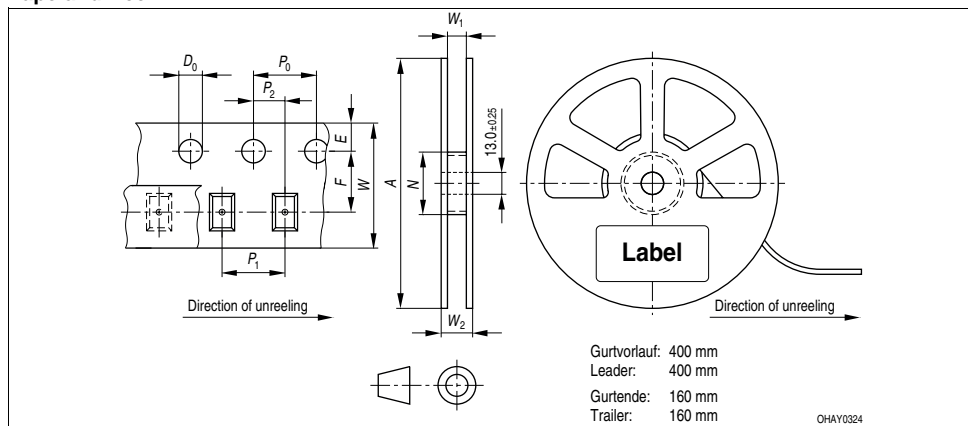 W₁
D₀
P₀
P₂
E
F
W
A
N
13.0±0.25
Label
P₁
W₂
Direction of unreeling
Direction of unreeling
Gurtvorlauf: 400 mm
Leader: 400 mm
Gurtende: 160 mm
Trailer: 160 mm
OHAY0324